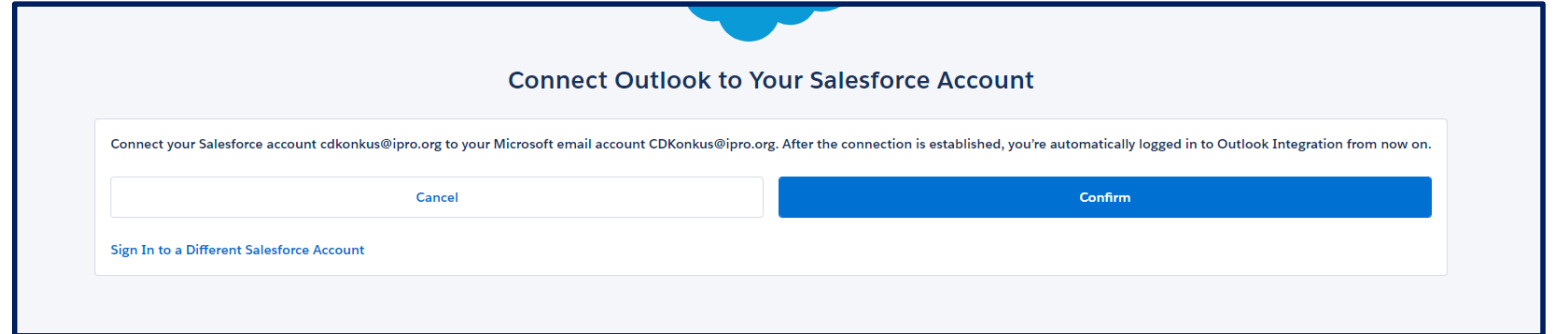 Connect Outlook to Your Salesforce Account
Connect your Salesforce account cdkonkus@ipro.org to your Microsoft email account CDKonkus@ipro.org. After the connection is established, you're automatically logged in to Outlook Integration from now on.
Cancel
Confirm
Sign In to a Different Salesforce Account